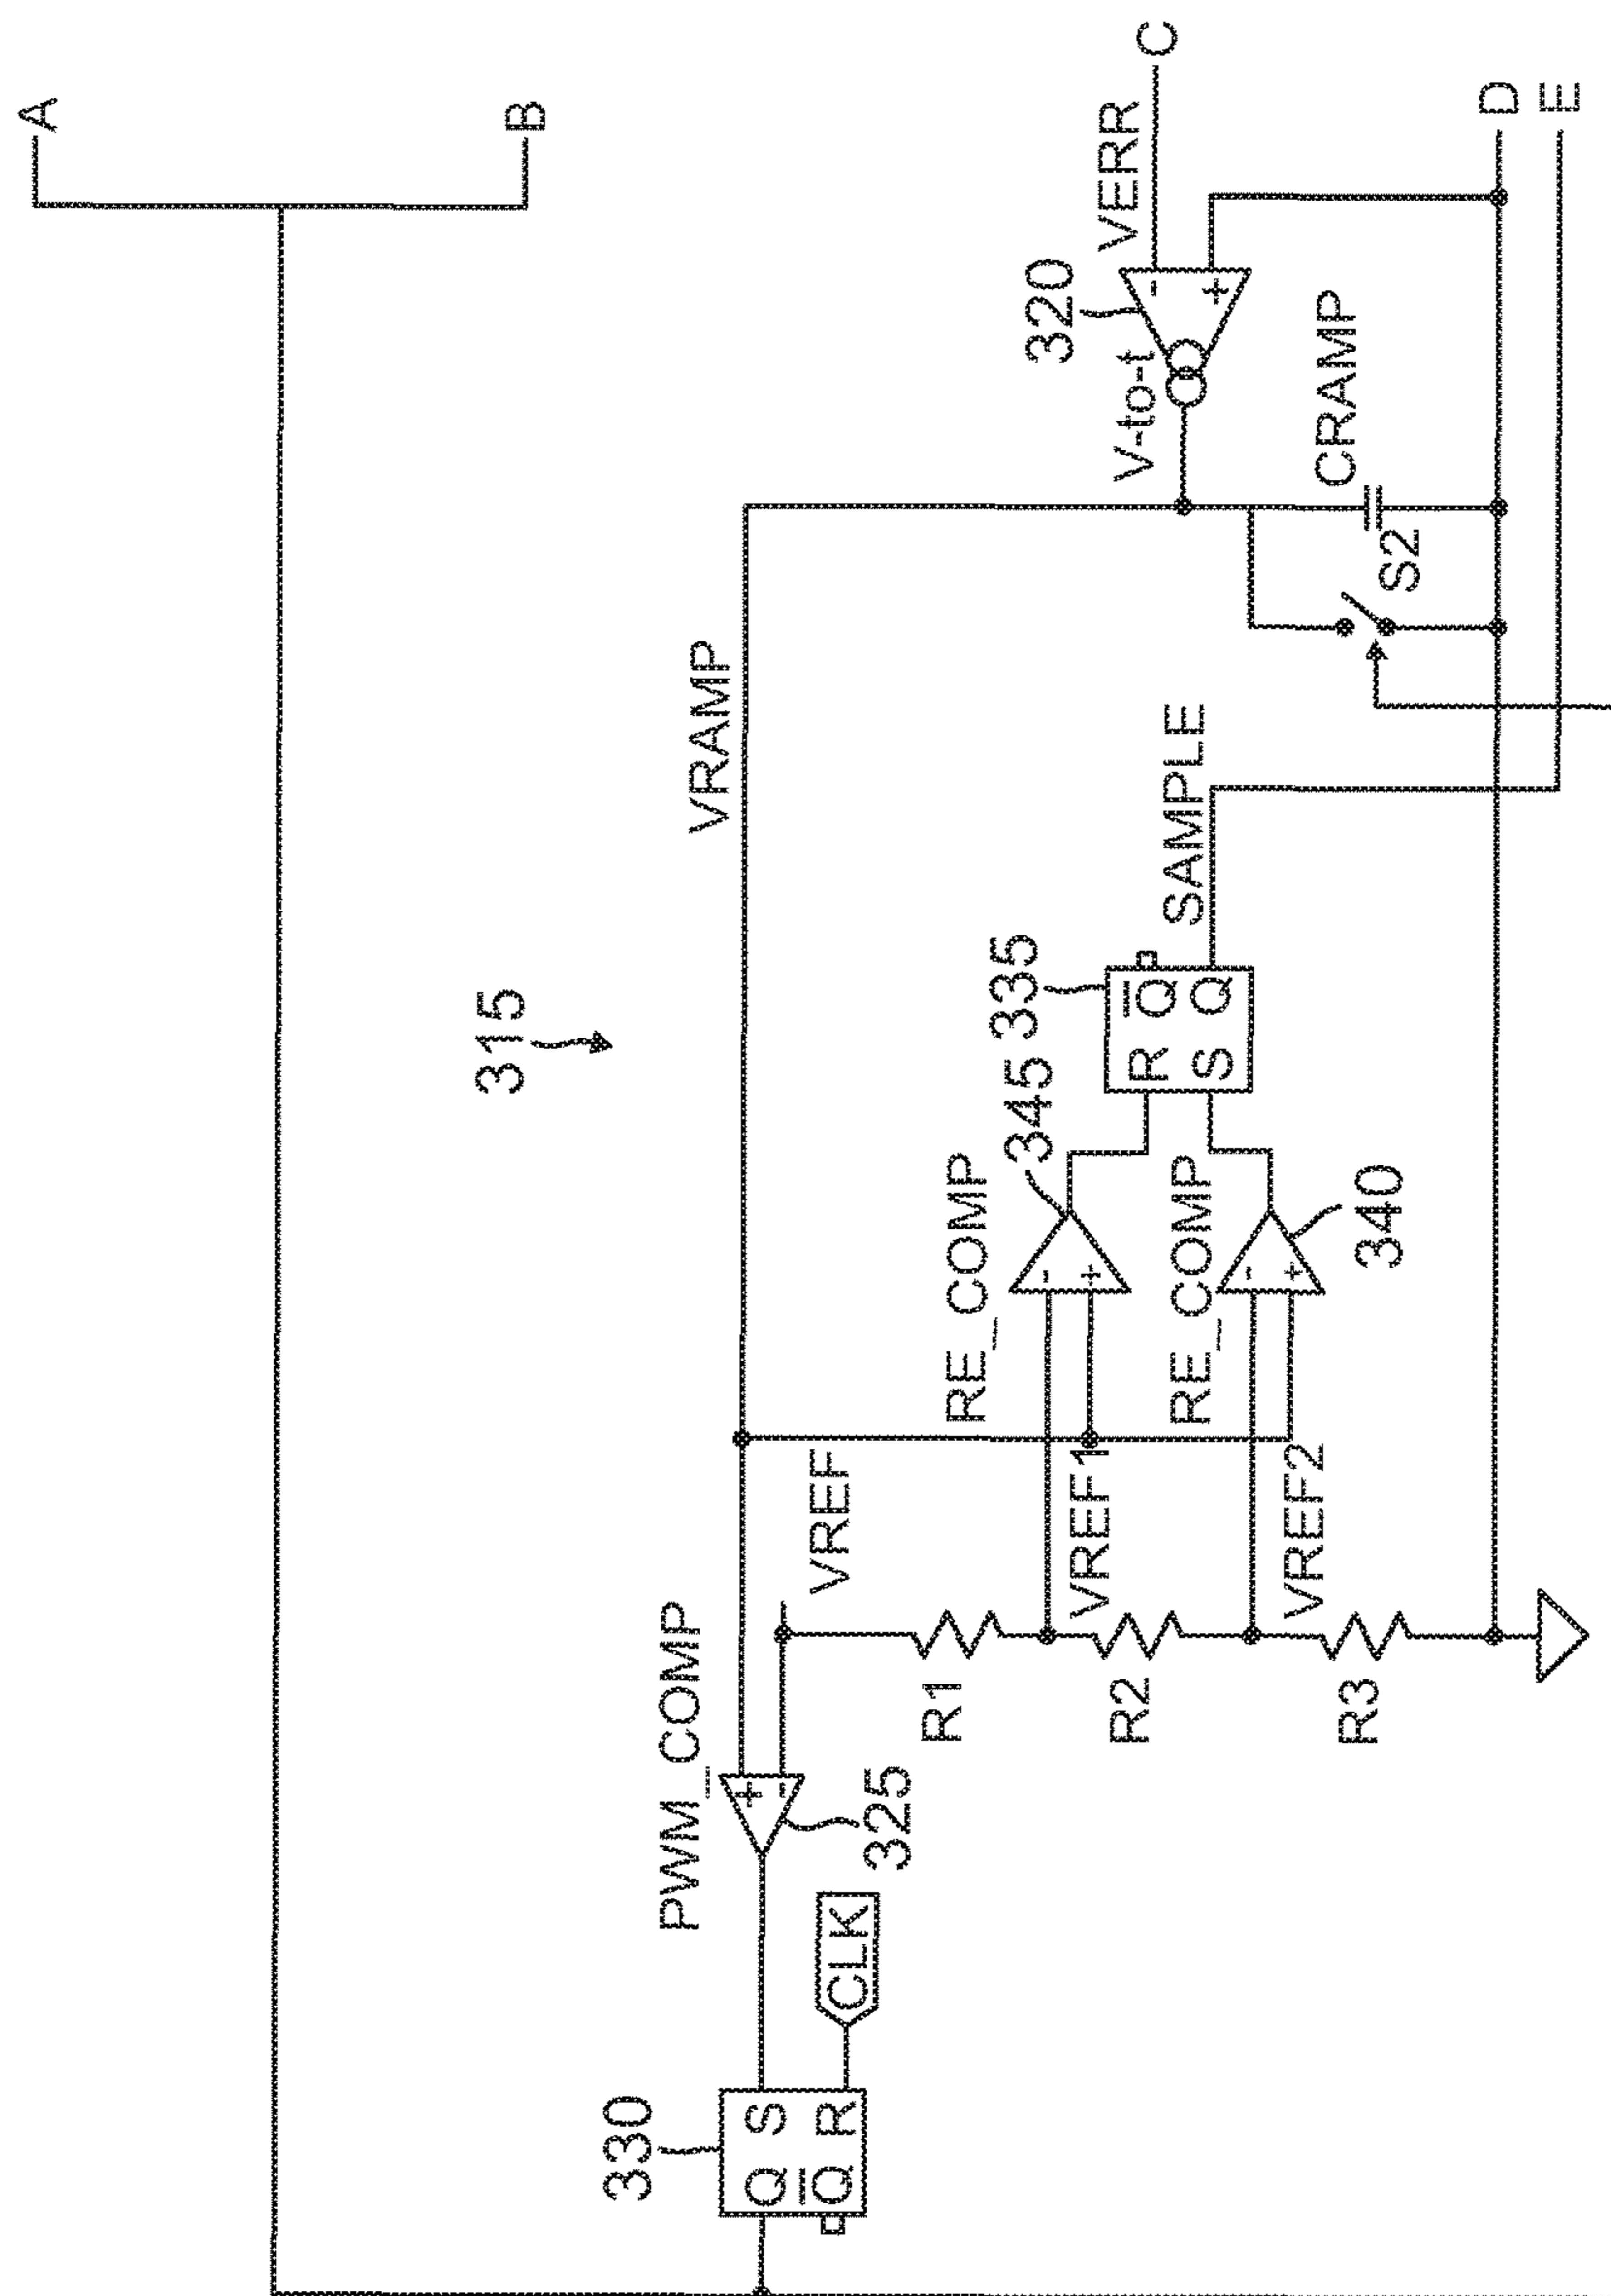 A
315
B
330
PWM_COMP
VRAMP
Q S
+
-
Q̅ R
CLK
VREF
325
R1
RE_COMP
345
335
320
-
+
VREF1
R Q̅
S Q
V-to-t
VERR
C
-
+
R2
RE_COMP
SAMPLE
-
+
VREF2
CRAMP
R3
340
S2
D
E